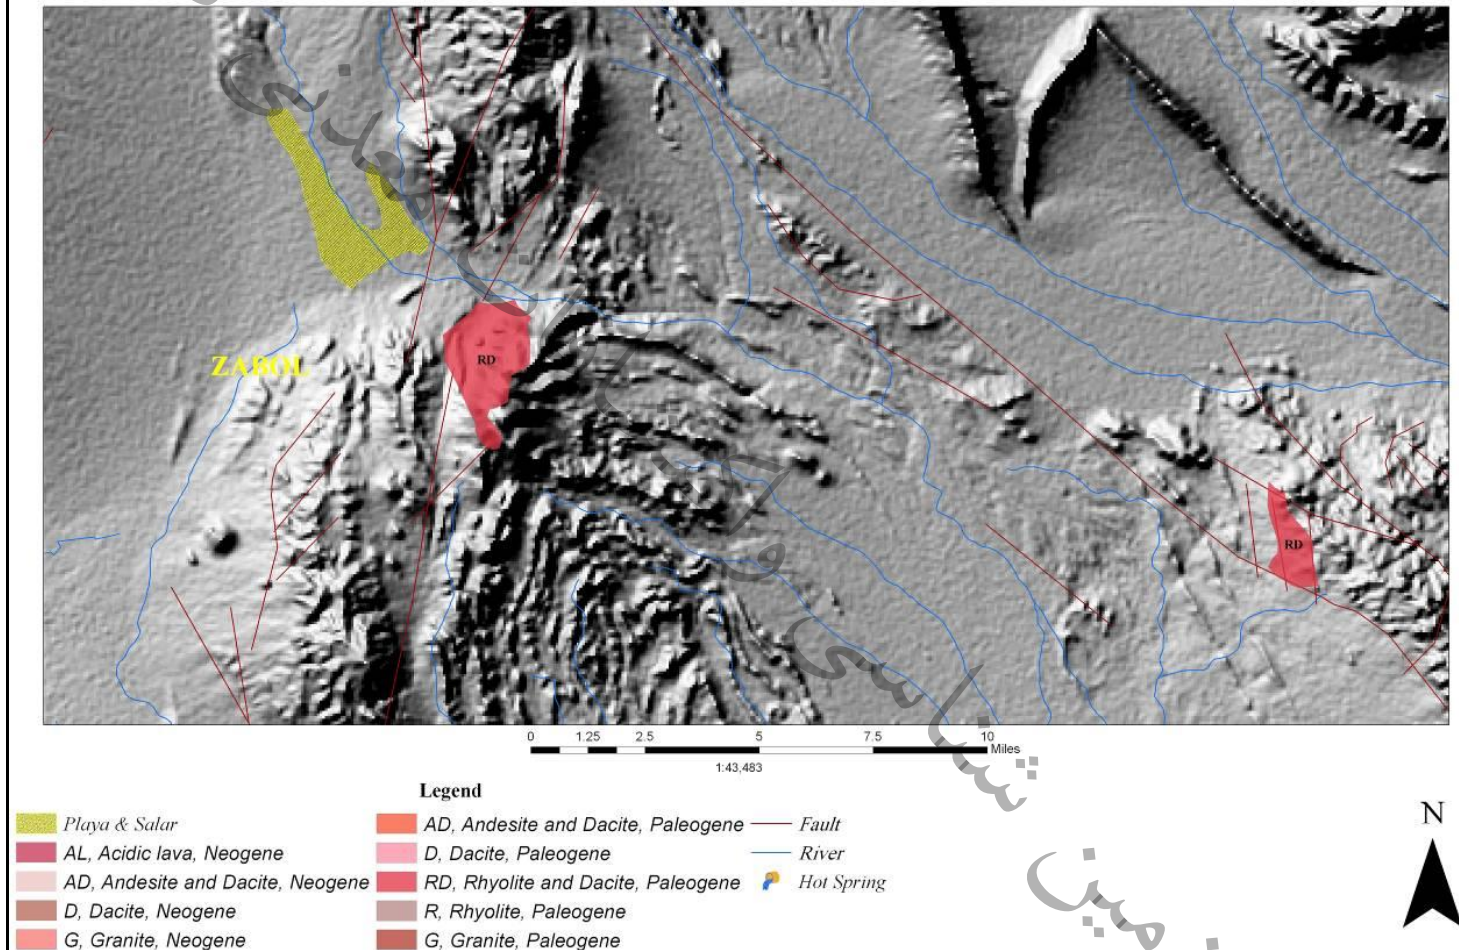 ZABOL
RD
RD
0 1.25 2.5 5 7.5 10
Miles
1:43,483
Legend
Playa & Salar
AL, Acidic lava, Neogene
AD, Andesite and Dacite, Neogene
D, Dacite, Neogene
G, Granite, Neogene
AD, Andesite and Dacite, Paleogene
D, Dacite, Paleogene
RD, Rhyolite and Dacite, Paleogene
R, Rhyolite, Paleogene
G, Granite, Paleogene
Fault
River
Hot Spring
N
شناسی
زمین